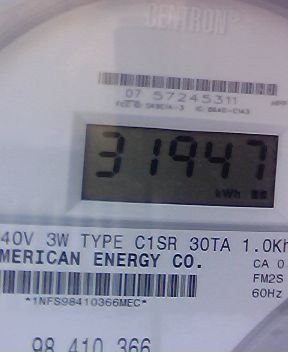 CENTRON
07 57245311
31947
kWh
40V 3W TYPE C1SR 30TA 1.0Kh
MERICAN ENERGY CO.
CA 0
FM2S
*1NFS98410366MEC*
60Hz
98 410 366